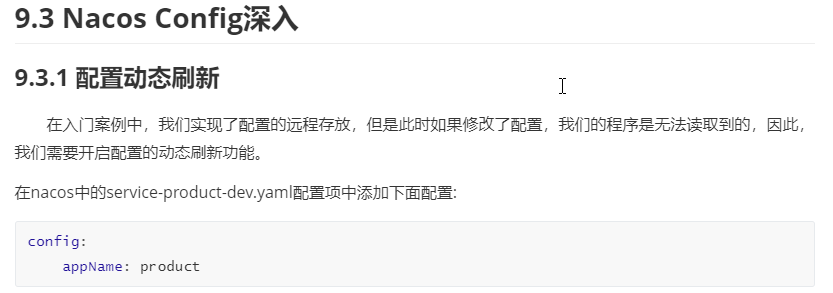 9.3 Nacos Config深入
9.3.1 配置动态刷新
在入门案例中，我们实现了配置的远程存放，但是此时如果修改了配置，我们的程序是无法读取到的，因此，
我们需要开启配置的动态刷新功能。
在nacos中的service-product-dev.yaml配置项中添加下面配置:
config:
    appName: product